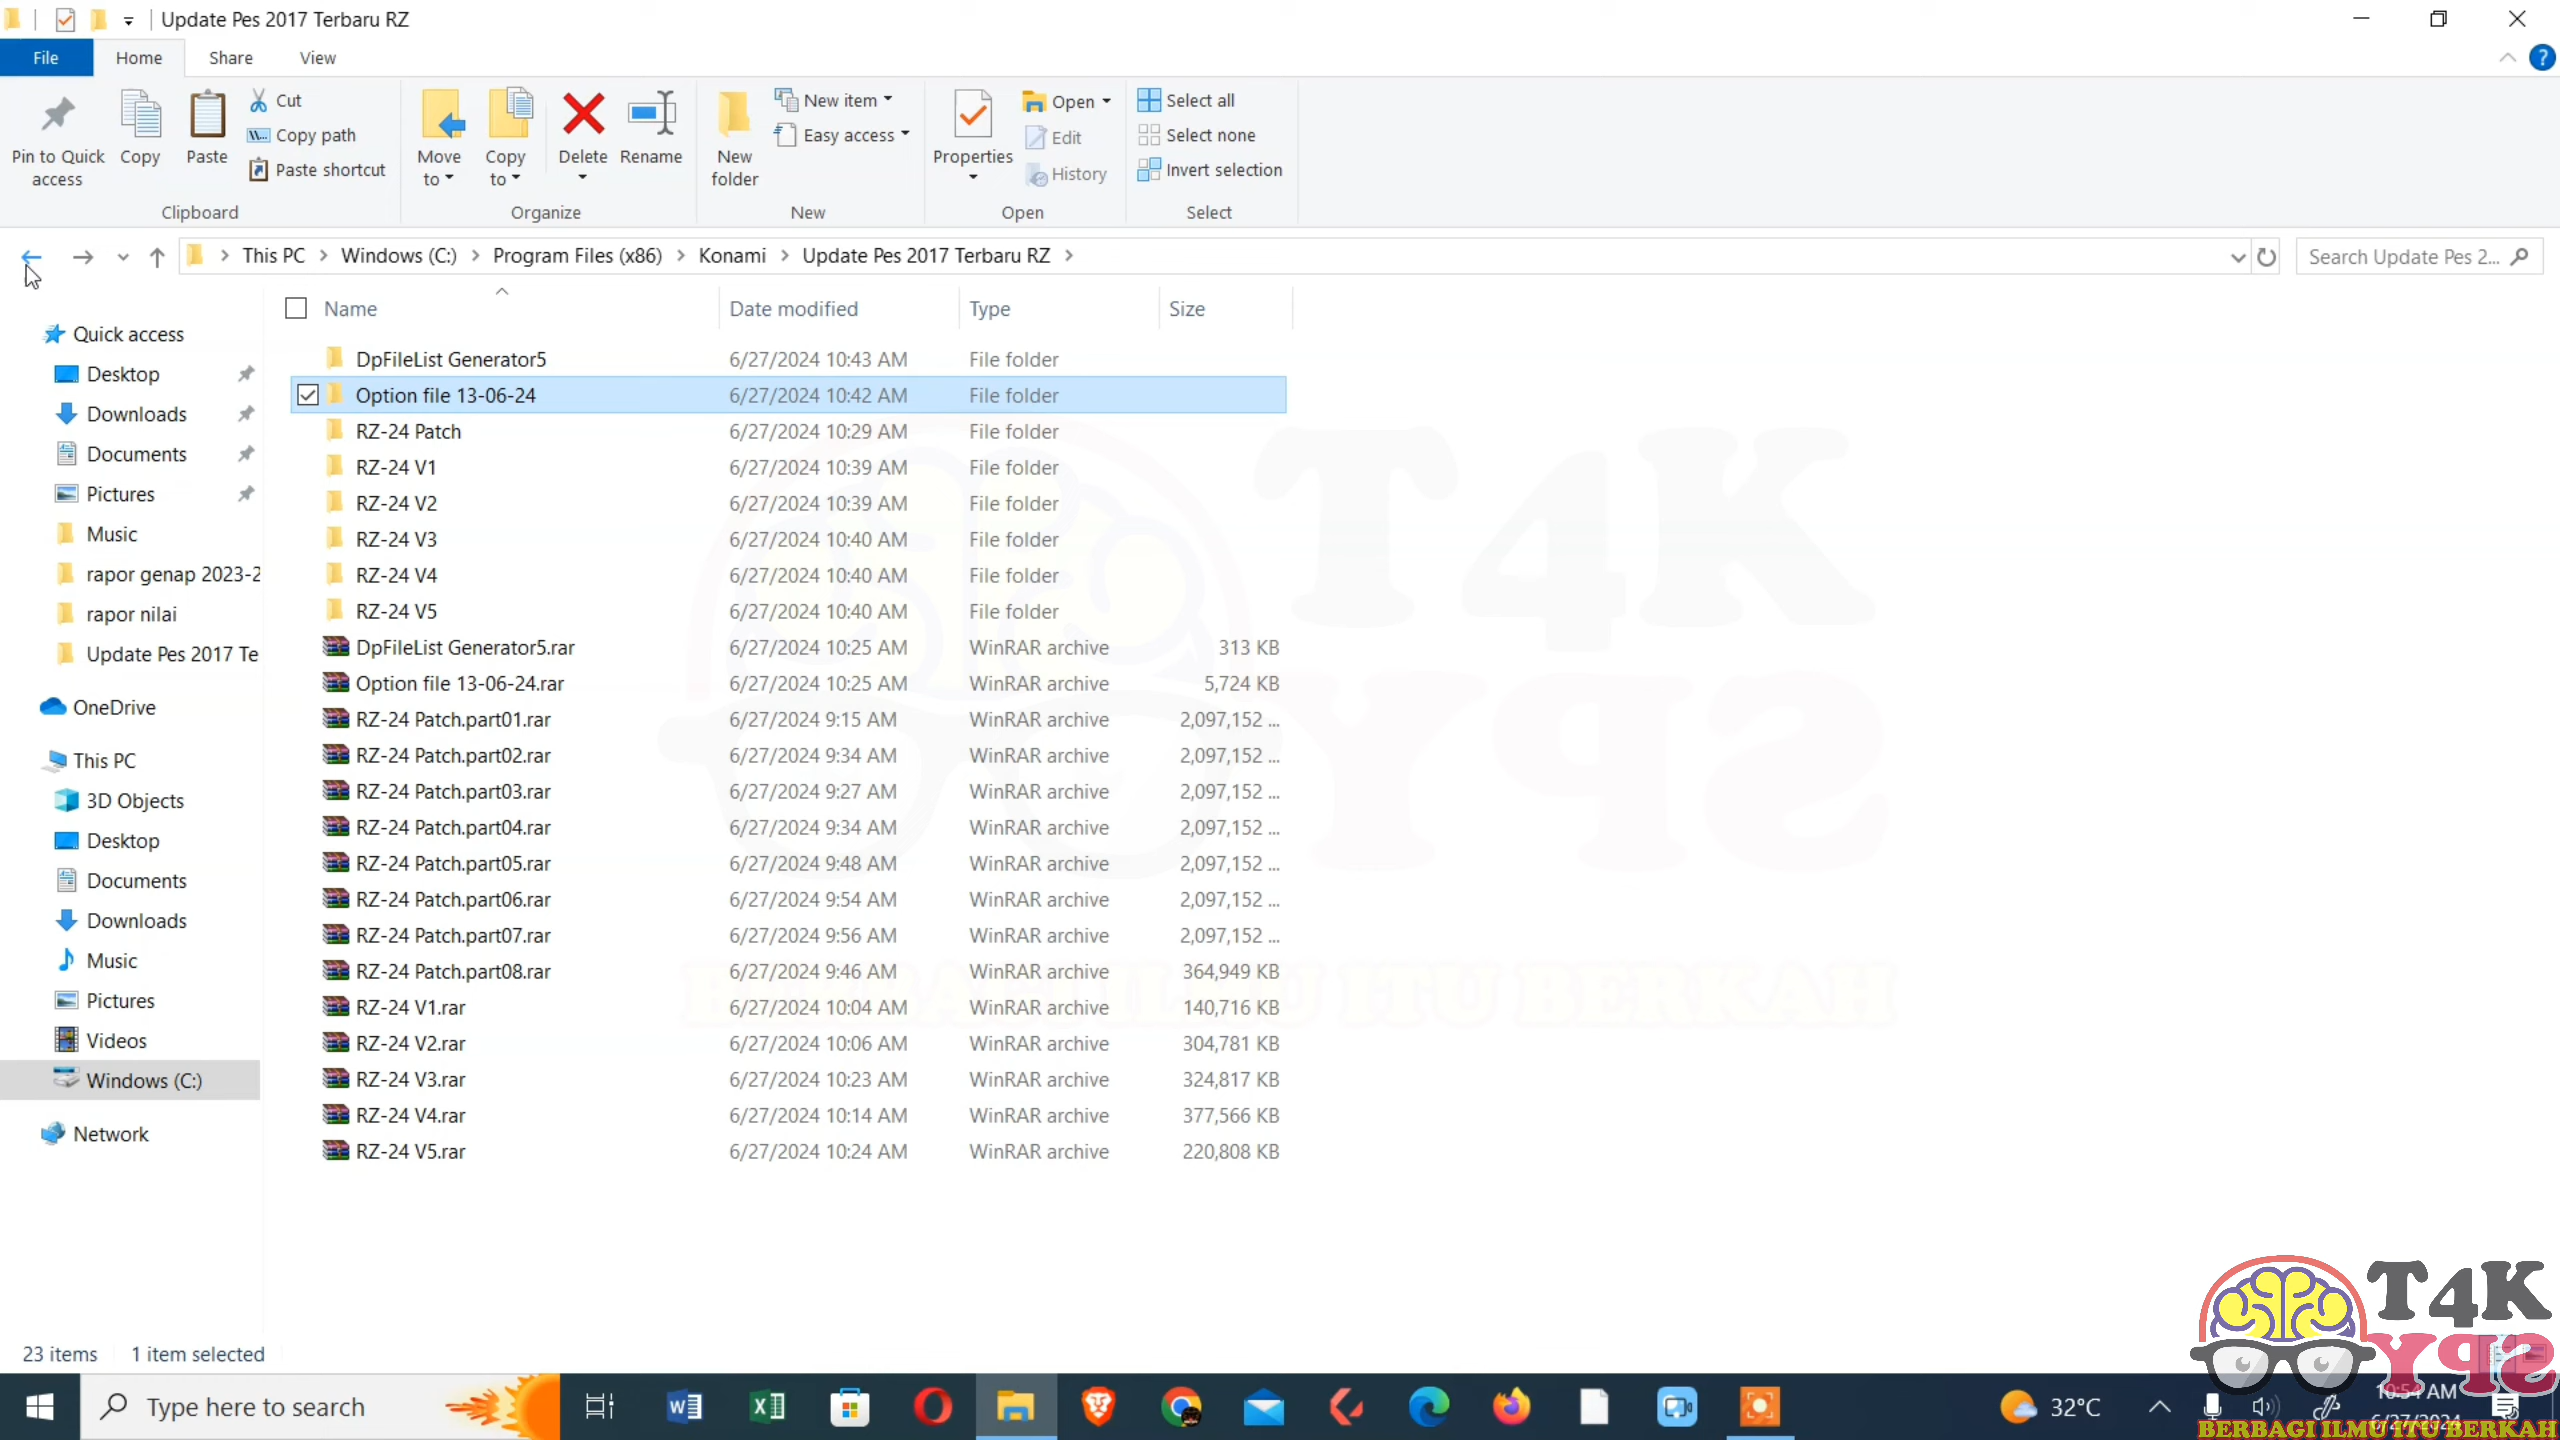 Update Pes 2017 Terbaru RZ
File Home Share View
Pin to Quick access
Copy
Paste
Cut
Copy path
Paste shortcut
Clipboard
Move to
Copy to
Delete
Rename
Organize
New folder
New item
Easy access
New
Properties
Open
Edit
History
Open
Select all
Select none
Invert selection
Select
This PC > Windows (C:) > Program Files (x86) > Konami > Update Pes 2017 Terbaru RZ >
Search Update Pes 2...
Name Date modified Type Size
Quick access
Desktop
Downloads
Documents
Pictures
Music
rapor genap 2023-2
rapor nilai
Update Pes 2017 Te
OneDrive
This PC
3D Objects
Desktop
Documents
Downloads
Music
Pictures
Videos
Windows (C:)
Network
DpFileList Generator5 6/27/2024 10:43 AM File folder
Option file 13-06-24 6/27/2024 10:42 AM File folder
RZ-24 Patch 6/27/2024 10:29 AM File folder
RZ-24 V1 6/27/2024 10:39 AM File folder
RZ-24 V2 6/27/2024 10:39 AM File folder
RZ-24 V3 6/27/2024 10:40 AM File folder
RZ-24 V4 6/27/2024 10:40 AM File folder
RZ-24 V5 6/27/2024 10:40 AM File folder
DpFileList Generator5.rar 6/27/2024 10:25 AM WinRAR archive 313 KB
Option file 13-06-24.rar 6/27/2024 10:25 AM WinRAR archive 5,724 KB
RZ-24 Patch.part01.rar 6/27/2024 9:15 AM WinRAR archive 2,097,152 ...
RZ-24 Patch.part02.rar 6/27/2024 9:34 AM WinRAR archive 2,097,152 ...
RZ-24 Patch.part03.rar 6/27/2024 9:27 AM WinRAR archive 2,097,152 ...
RZ-24 Patch.part04.rar 6/27/2024 9:34 AM WinRAR archive 2,097,152 ...
RZ-24 Patch.part05.rar 6/27/2024 9:48 AM WinRAR archive 2,097,152 ...
RZ-24 Patch.part06.rar 6/27/2024 9:54 AM WinRAR archive 2,097,152 ...
RZ-24 Patch.part07.rar 6/27/2024 9:56 AM WinRAR archive 2,097,152 ...
RZ-24 Patch.part08.rar 6/27/2024 9:46 AM WinRAR archive 364,949 KB
RZ-24 V1.rar 6/27/2024 10:04 AM WinRAR archive 140,716 KB
RZ-24 V2.rar 6/27/2024 10:06 AM WinRAR archive 304,781 KB
RZ-24 V3.rar 6/27/2024 10:23 AM WinRAR archive 324,817 KB
RZ-24 V4.rar 6/27/2024 10:14 AM WinRAR archive 377,566 KB
RZ-24 V5.rar 6/27/2024 10:24 AM WinRAR archive 220,808 KB
T4K
YPS
BERBAGI ILMU ITU BERKAH
23 items 1 item selected
Type here to search
32°C
10:54 AM
6/27/2024
T4K
YPS
BERBAGI ILMU ITU BERKAH